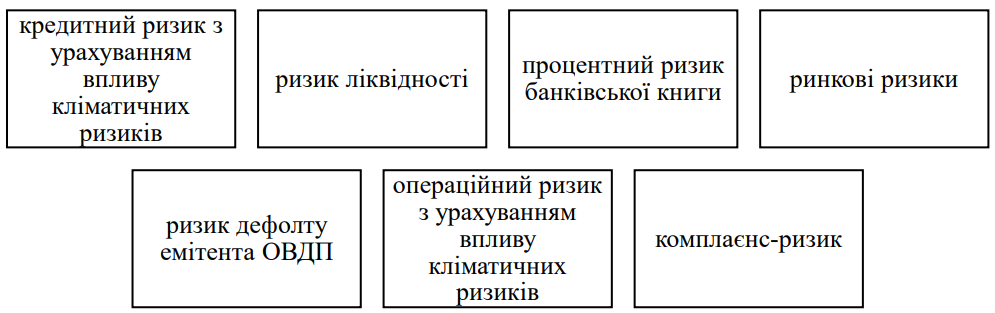 кредитний ризик з
урахуванням
впливу
кліматичних
ризиків
ризик ліквідності
процентний ризик
банківської книги
ринкові ризики
ризик дефолту
емітента ОВДП
операційний ризик
з урахуванням
впливу
кліматичних
ризиків
комплаєнс-ризик